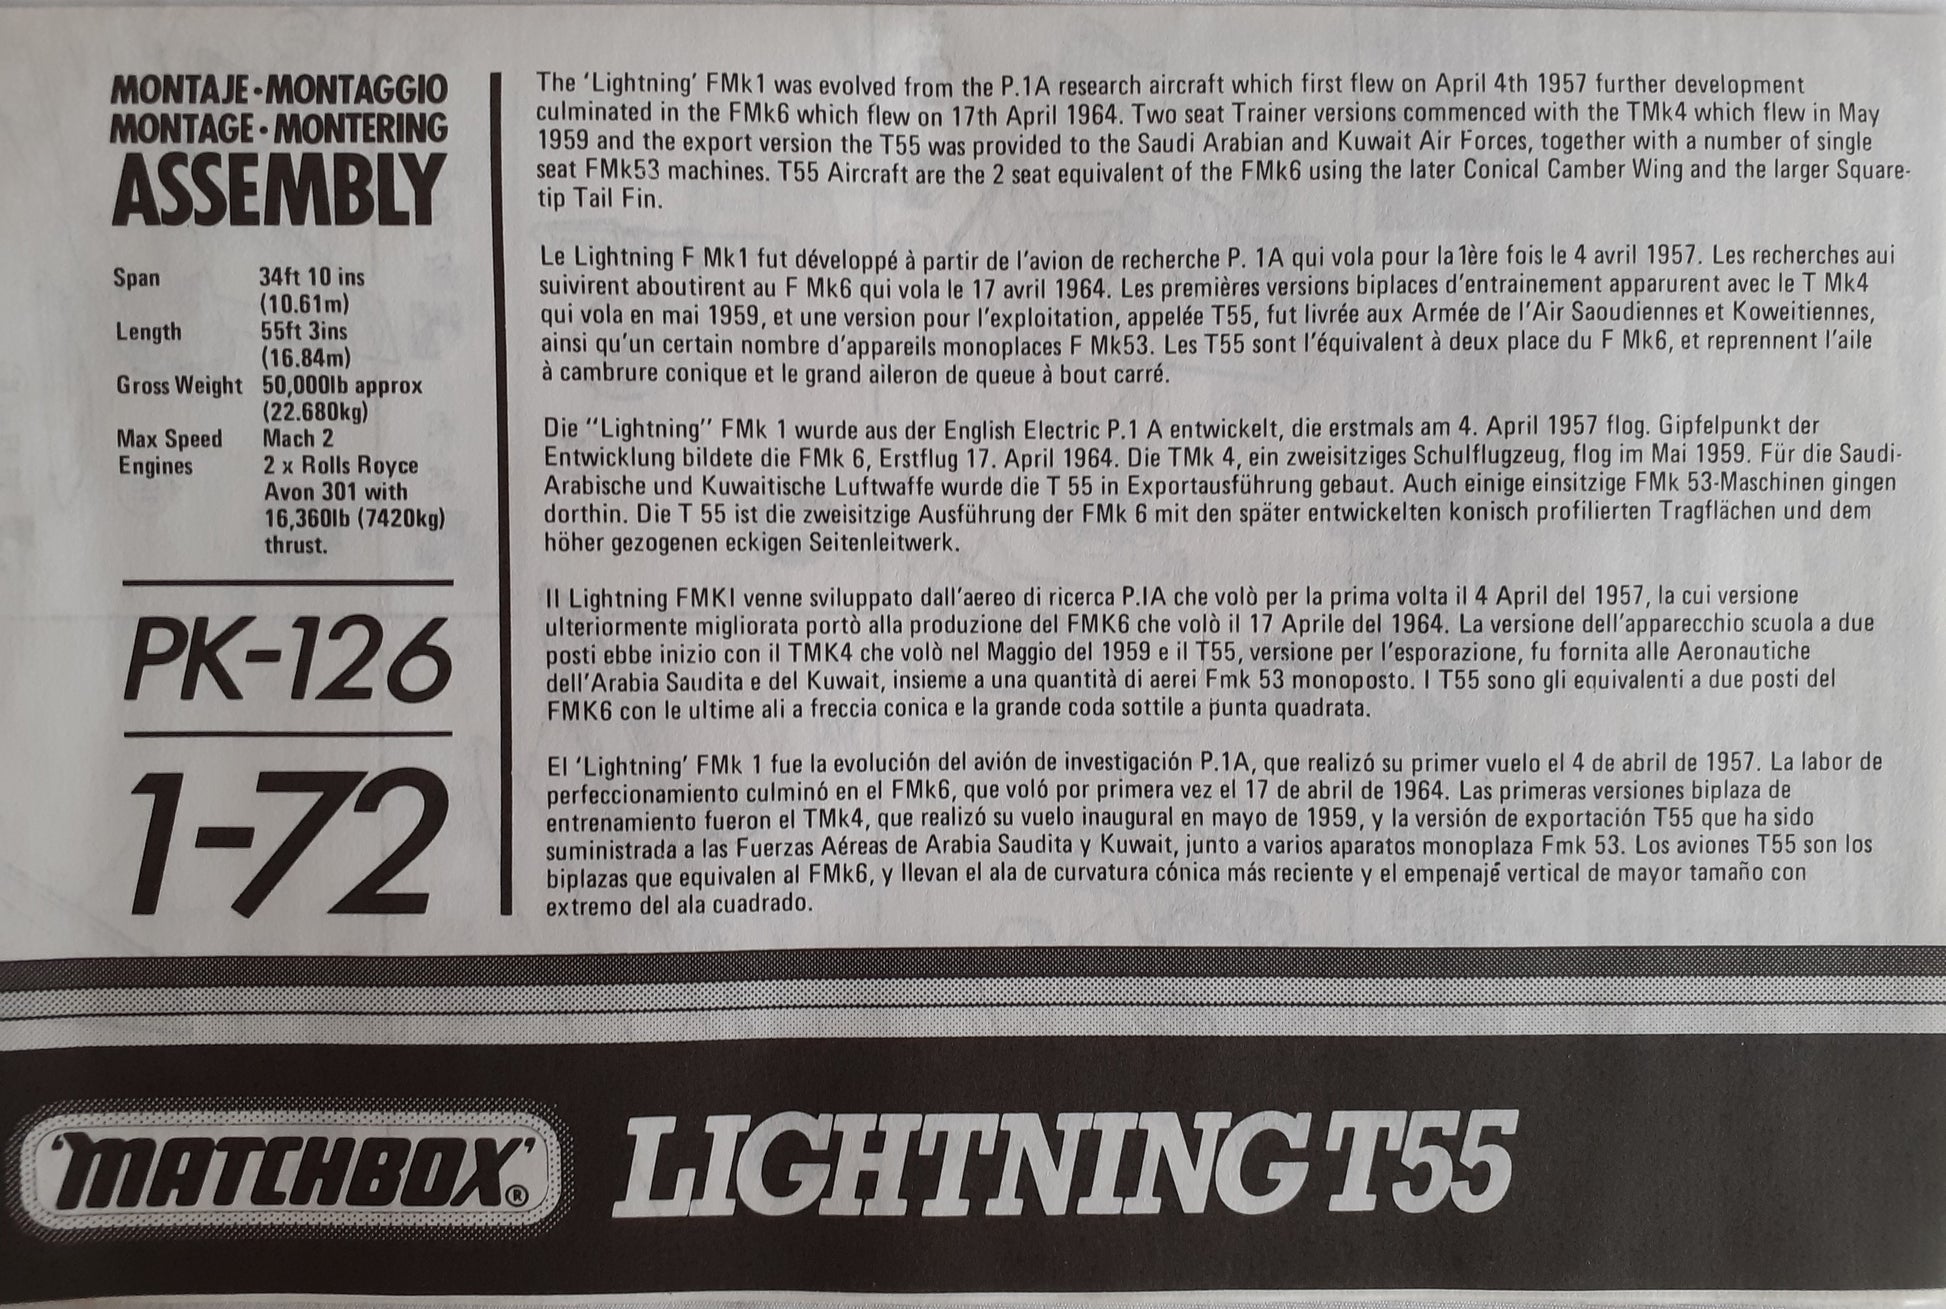 MONTAJE • MONTAGGIO
MONTAGE • MONTERING
ASSEMBLY
Span 34ft 10 ins
(10.61m)
Length 55ft 3ins
(16.84m)
Gross Weight 50,000lb approx
(22.680kg)
Max Speed Mach 2
Engines 2 x Rolls Royce
Avon 301 with
16,360lb (7420kg)
thrust.
PK-126
1-72
The ‘Lightning’ FMk1 was evolved from the P.1A research aircraft which first flew on April 4th 1957 further development
culminated in the FMk6 which flew on 17th April 1964. Two seat Trainer versions commenced with the TMk4 which flew in May
1959 and the export version the T55 was provided to the Saudi Arabian and Kuwait Air Forces, together with a number of single
seat FMk53 machines. T55 Aircraft are the 2 seat equivalent of the FMk6 using the later Conical Camber Wing and the larger Square-
tip Tail Fin.
Le Lightning F Mk1 fut développé à partir de l’avion de recherche P. 1A qui vola pour la 1ère fois le 4 avril 1957. Les recherches aui
suivirent aboutirent au F Mk6 qui vola le 17 avril 1964. Les premières versions biplaces d’entrainement apparurent avec le T Mk4
qui vola en mai 1959, et une version pour l’exploitation, appelée T55, fut livrée aux Armée de l’Air Saoudiennes et Koweitiennes,
ainsi qu’un certain nombre d’appareils monoplaces F Mk53. Les T55 sont l’équivalent à deux place du F Mk6, et reprennent l’aile
à cambrure conique et le grand aileron de queue à bout carré.
Die “Lightning” FMk 1 wurde aus der English Electric P.1 A entwickelt, die erstmals am 4. April 1957 flog. Gipfelpunkt der
Entwicklung bildete die FMk 6, Erstflug 17. April 1964. Die TMk 4, ein zweisitziges Schulflugzeug, flog im Mai 1959. Für die Saudi-
Arabische und Kuwaitische Luftwaffe wurde die T 55 in Exportausführung gebaut. Auch einige einsitzige FMk 53-Maschinen gingen
dorthin. Die T 55 ist die zweisitzige Ausführung der FMk 6 mit den später entwickelten konisch profilierten Tragflächen und dem
höher gezogenen eckigen Seitenleitwerk.
Il Lightning FMKI venne sviluppato dall’aereo di ricerca P.IA che volò per la prima volta il 4 April del 1957, la cui versione
ulteriormente migliorata portò alla produzione del FMK6 che volò il 17 Aprile del 1964. La versione dell’apparecchio scuola a due
posti ebbe inizio con il TMK4 che volò nel Maggio del 1959 e il T55, versione per l’esporazione, fu fornita alle Aeronautiche
dell’Arabia Saudita e del Kuwait, insieme a una quantità di aerei Fmk 53 monoposto. I T55 sono gli equivalenti a due posti del
FMK6 con le ultime ali a freccia conica e la grande coda sottile a punta quadrata.
El ‘Lightning’ FMk 1 fue la evolución del avión de investigación P.1A, que realizó su primer vuelo el 4 de abril de 1957. La labor de
perfeccionamiento culminó en el FMk6, que voló por primera vez el 17 de abril de 1964. Las primeras versiones biplaza de
entrenamiento fueron el TMk4, que realizó su vuelo inaugural en mayo de 1959, y la versión de exportación T55 que ha sido
suministrada a las Fuerzas Aéreas de Arabia Saudita y Kuwait, junto a varios aparatos monoplaza Fmk 53. Los aviones T55 son los
biplazas que equivalen al FMk6, y llevan el ala de curvatura cónica más reciente y el empenajé vertical de mayor tamaño con
extremo del ala cuadrado.
‘MATCHBOX’®
LIGHTNING T55